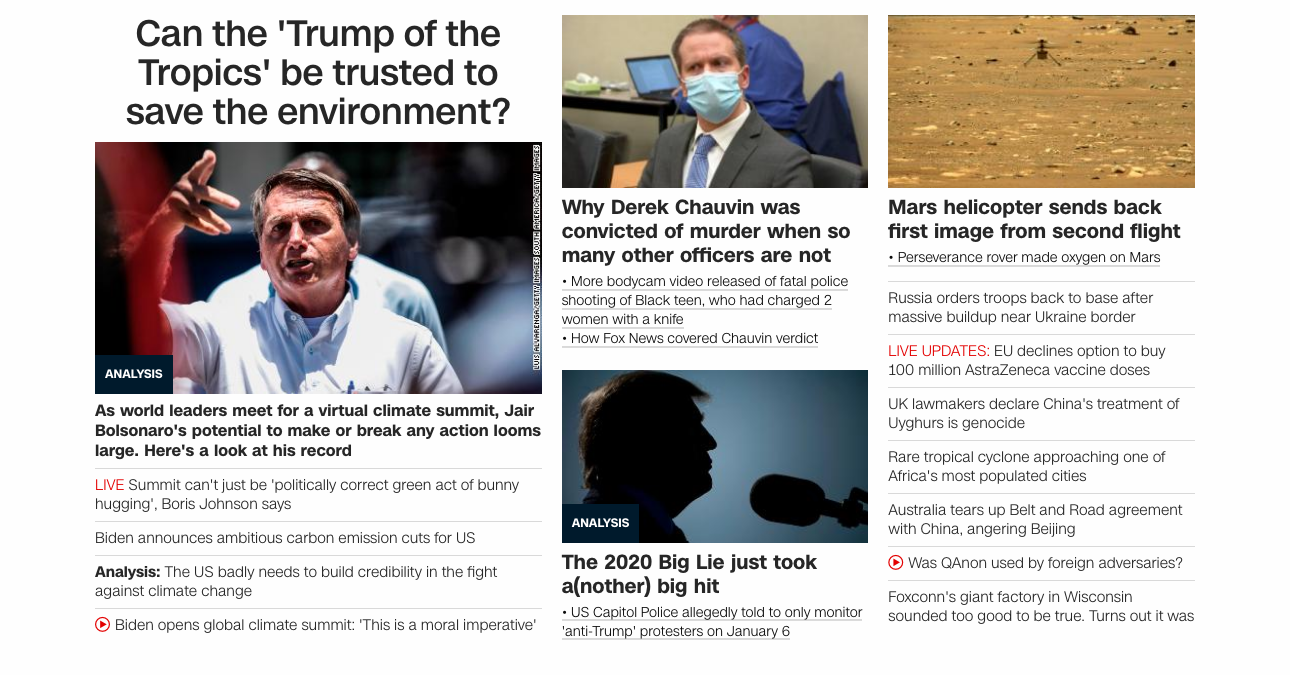 Can the 'Trump of the
Tropics' be trusted to
save the environment?
LUIS ALVARENGA/GETTY IMAGES SOUTH AMERICA/GETTY IMAGES
ANALYSIS
As world leaders meet for a virtual climate summit, Jair
Bolsonaro's potential to make or break any action looms
large. Here's a look at his record
LIVE Summit can't just be 'politically correct green act of bunny
hugging', Boris Johnson says
Biden announces ambitious carbon emission cuts for US
Analysis: The US badly needs to build credibility in the fight
against climate change
Biden opens global climate summit: 'This is a moral imperative'
Why Derek Chauvin was
convicted of murder when so
many other officers are not
• More bodycam video released of fatal police
shooting of Black teen, who had charged 2
women with a knife
• How Fox News covered Chauvin verdict
ANALYSIS
The 2020 Big Lie just took
a(nother) big hit
• US Capitol Police allegedly told to only monitor
'anti-Trump' protesters on January 6
Mars helicopter sends back
first image from second flight
• Perseverance rover made oxygen on Mars
Russia orders troops back to base after
massive buildup near Ukraine border
LIVE UPDATES: EU declines option to buy
100 million AstraZeneca vaccine doses
UK lawmakers declare China's treatment of
Uyghurs is genocide
Rare tropical cyclone approaching one of
Africa's most populated cities
Australia tears up Belt and Road agreement
with China, angering Beijing
Was QAnon used by foreign adversaries?
Foxconn's giant factory in Wisconsin
sounded too good to be true. Turns out it was